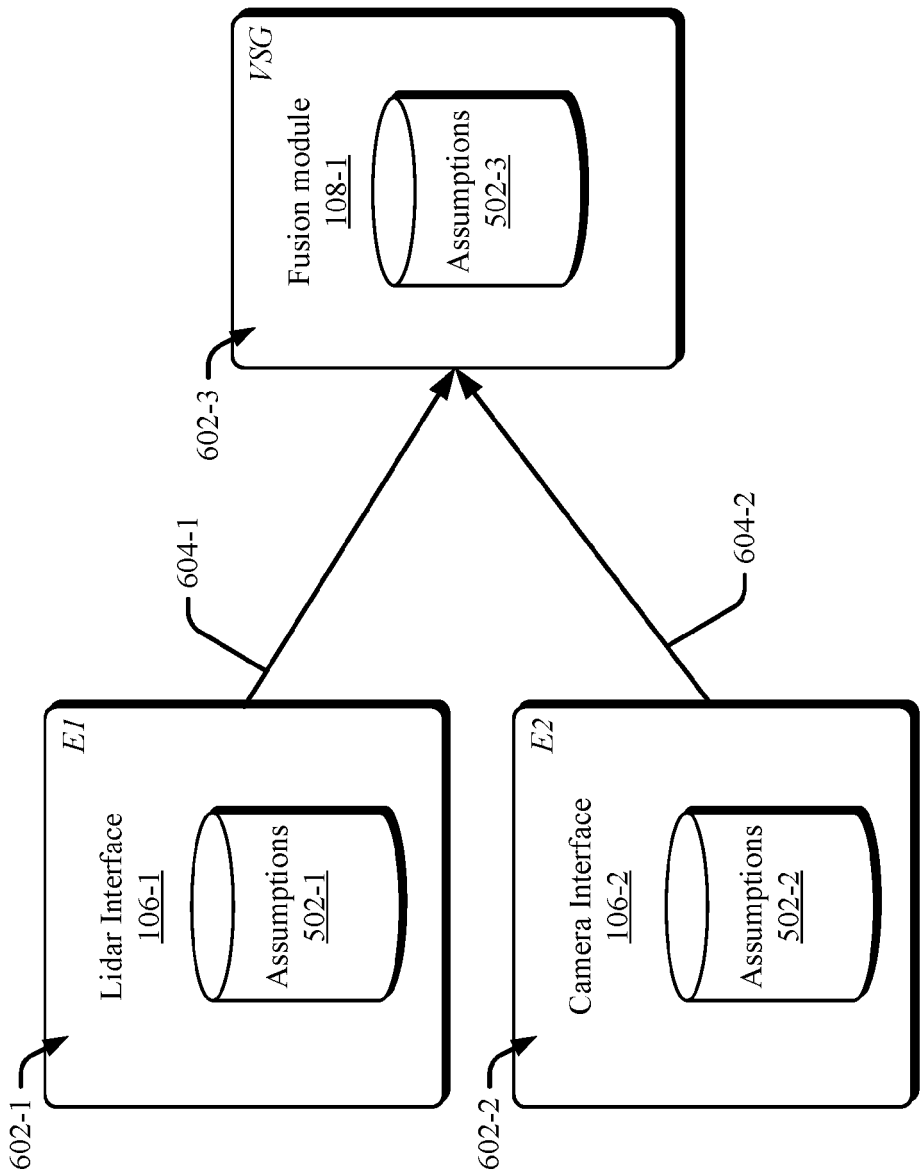 602-1
E1
Lidar Interface
106-1
Assumptions
502-1
602-2
E2
Camera Interface
106-2
Assumptions
502-2
604-1
604-2
602-3
VSG
Fusion module
108-1
Assumptions
502-3